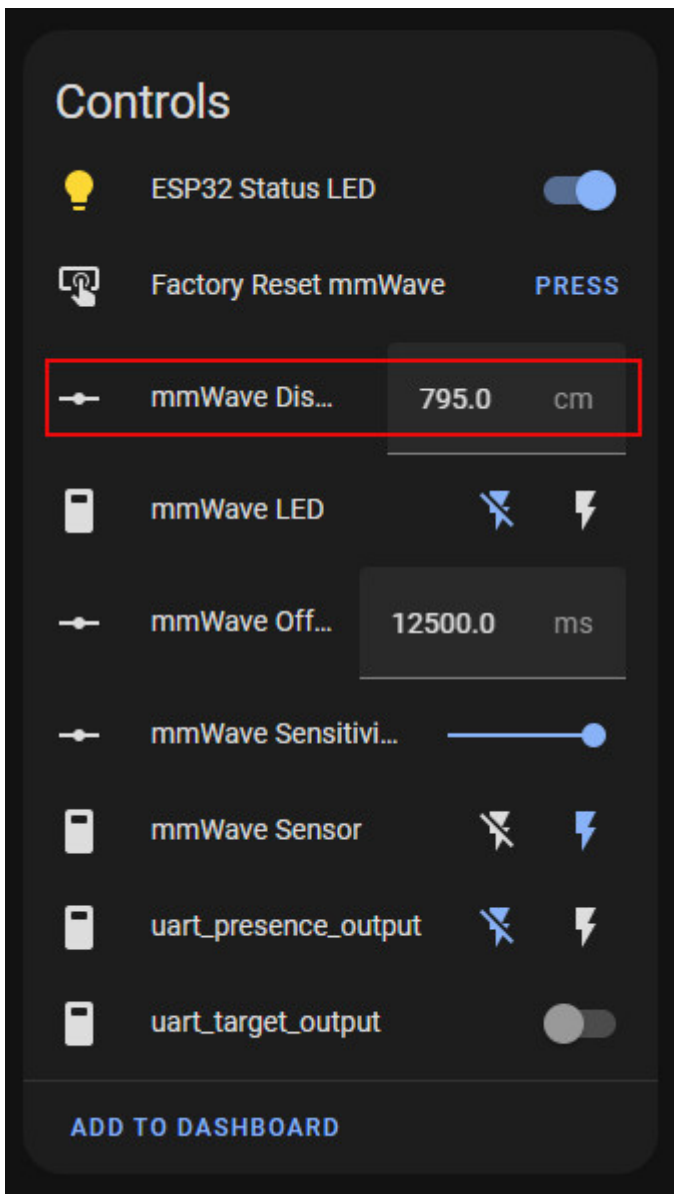 Controls
ESP32 Status LED
Factory Reset mmWave PRESS
mmWave Dis... 795.0 cm
mmWave LED
mmWave Off... 12500.0 ms
mmWave Sensitivi...
mmWave Sensor
uart_presence_output
uart_target_output
ADD TO DASHBOARD